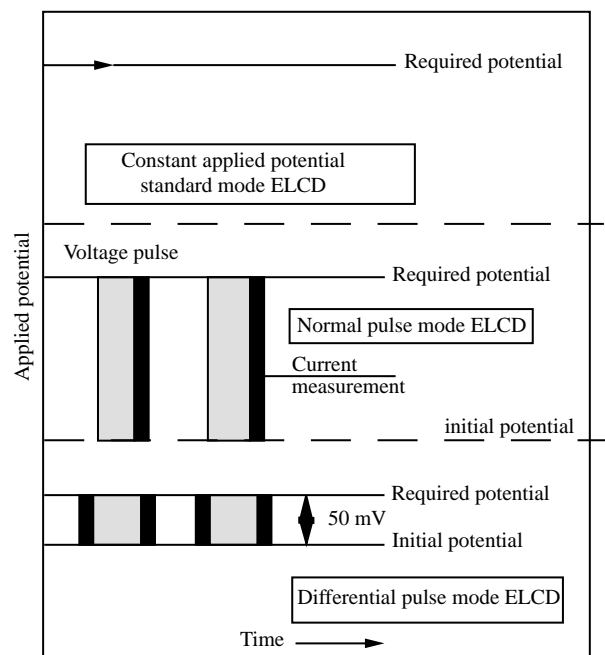 Required potential
Constant applied potential
standard mode ELCD
Applied potential
Voltage pulse
Required potential
Normal pulse mode ELCD
Current
measurement
initial potential
Required potential
50 mV
Initial potential
Differential pulse mode ELCD
Time